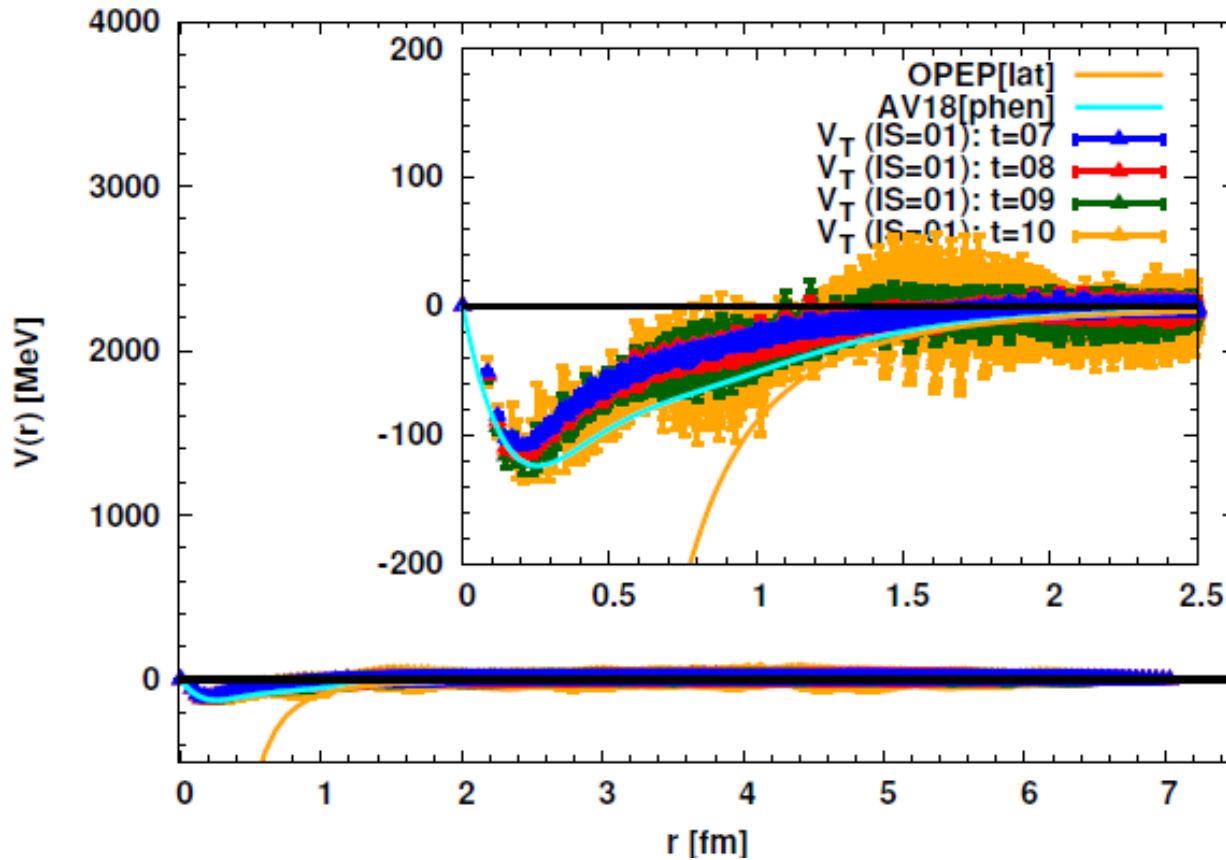 4000
3000
2000
1000
0
V(r) [MeV]
0 1 2 3 4 5 6 7
r [fm]
200
100
0
-100
-200
0 0.5 1 1.5 2 2.5
OPEP[lat]
AV18[phen]
V_T (IS=01): t=07
V_T (IS=01): t=08
V_T (IS=01): t=09
V_T (IS=01): t=10